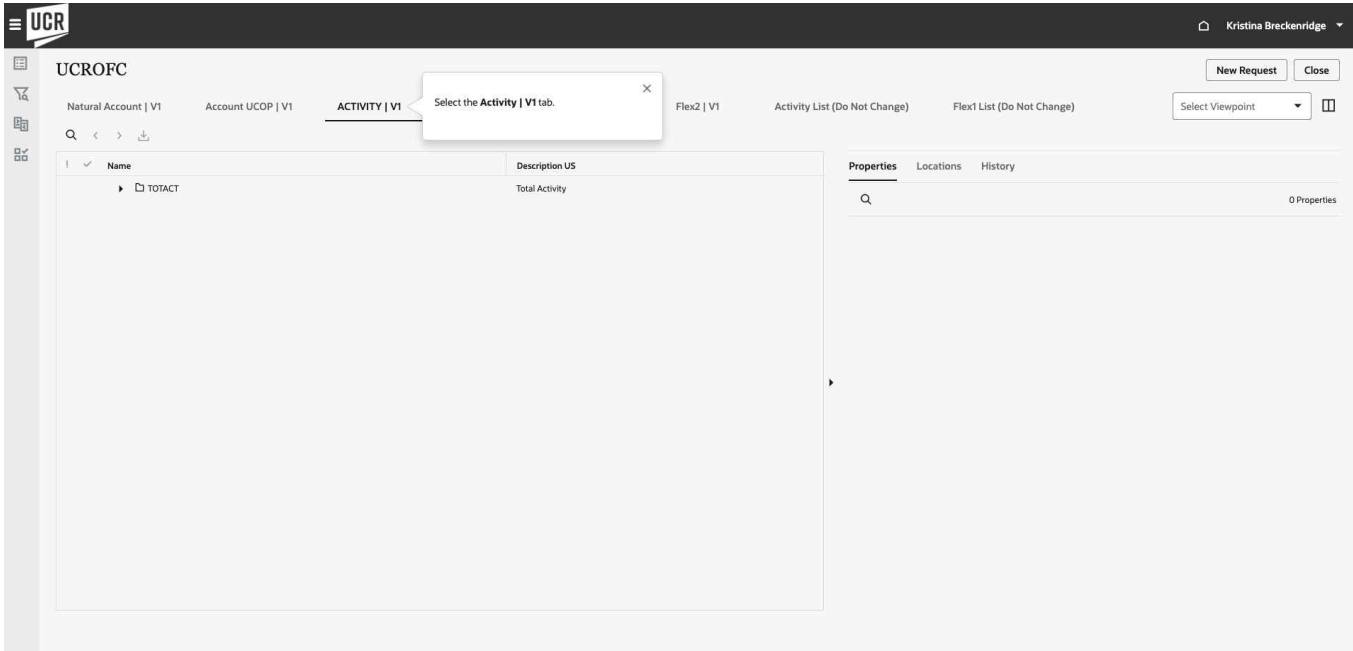 UCR
Kristina Breckenridge
UCROFC
New Request
Close
Natural Account | V1
Account UCOP | V1
ACTIVITY | V1
Select the Activity | V1 tab.
Flex2 | V1
Activity List (Do Not Change)
Flex1 List (Do Not Change)
Select Viewpoint
Name
Description US
Properties
Locations
History
TOTACT
Total Activity
0 Properties